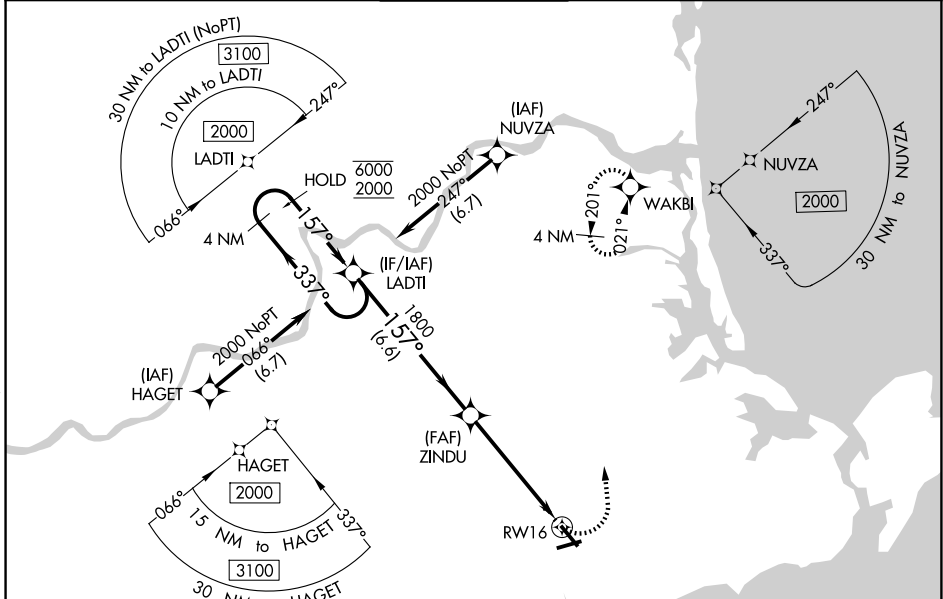 30 NM to LADTI (NoPT)
3100
10 NM to LADTI
2000
LADTI
247°
066°
(IAF)
NUVZA
2000 NoPT
247°
(6.7)
HOLD
6000
2000
4 NM
157°
337°
(IF/IAF)
LADTI
201°
021°
4 NM
WAKBI
247°
NUVZA
2000
337°
30 NM to NUVZA
2000 NoPT
066°
(6.7)
(IAF)
HAGET
1800
157°
(6.6)
(FAF)
ZINDU
RW16
HAGET
2000
066°
337°
15 NM to HAGET
3100
30 NM HAGET